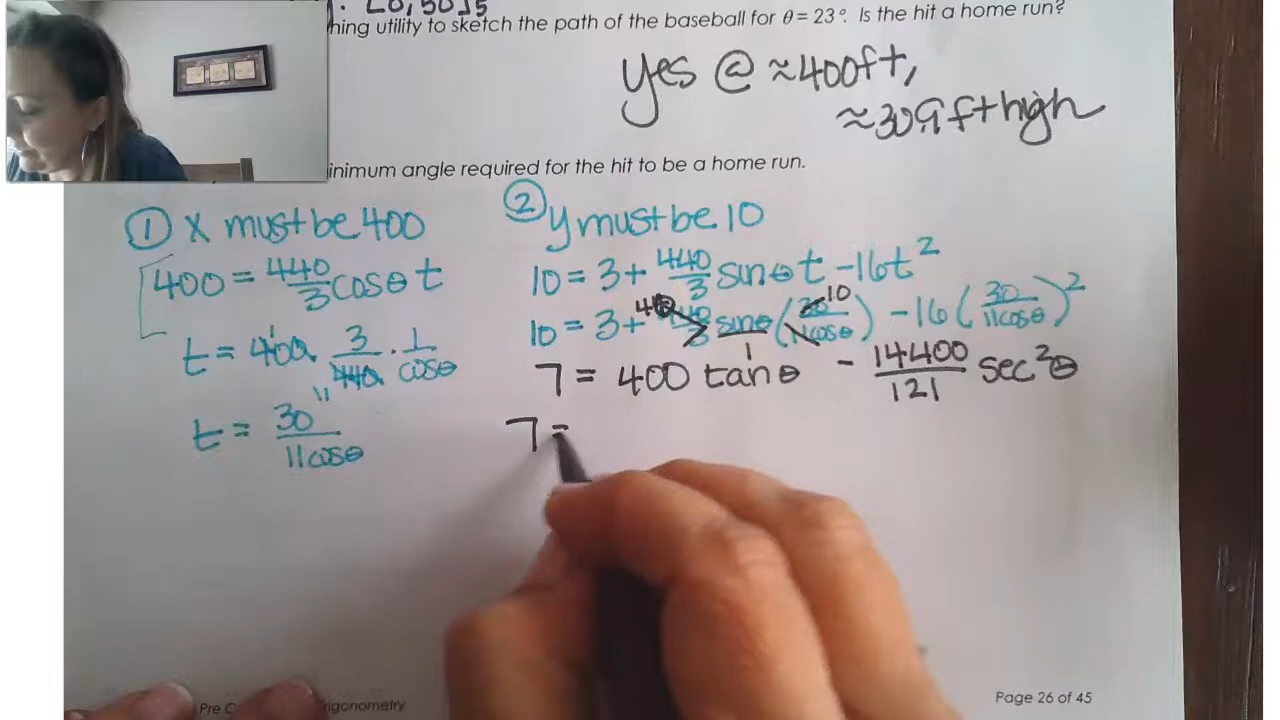 hing utility to sketch the path of the baseball for θ = 23°. Is the hit a home run?
yes @ ≈400ft,
≈30.9ft high
inimum angle required for the hit to be a home run.
① X must be 400
400 = 440/3 cosθ t
t = 400 · 3/440 · 1/cosθ
t = 30/11cosθ
② y must be 10
10 = 3 + 440/3 sinθ t - 16t²
10 = 3 + 440/3 sinθ/1 (30/11cosθ) - 16 (30/11cosθ)²
7 = 400 tanθ - 14400/121 sec²θ
7 =
Pre C rigonometry
Page 26 of 45